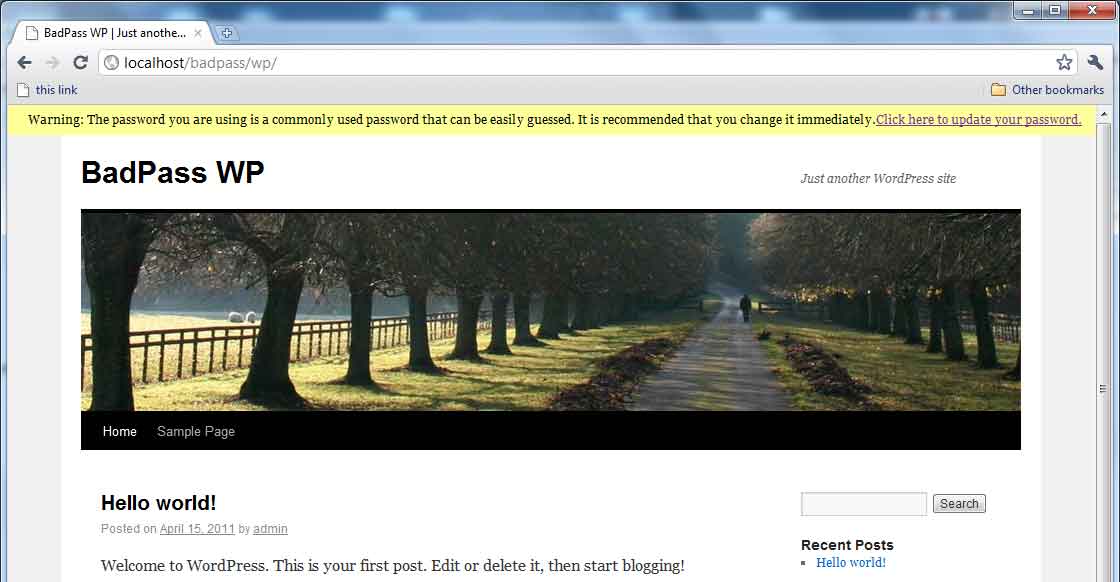 BadPass WP | Just anothe...
localhost/badpass/wp/
this link
Other bookmarks
Warning: The password you are using is a commonly used password that can be easily guessed. It is recommended that you change it immediately.Click here to update your password.
BadPass WP
Just another WordPress site
Home Sample Page
Hello world!
Posted on April 15, 2011 by admin
Welcome to WordPress. This is your first post. Edit or delete it, then start blogging!
Search
Recent Posts
Hello world!